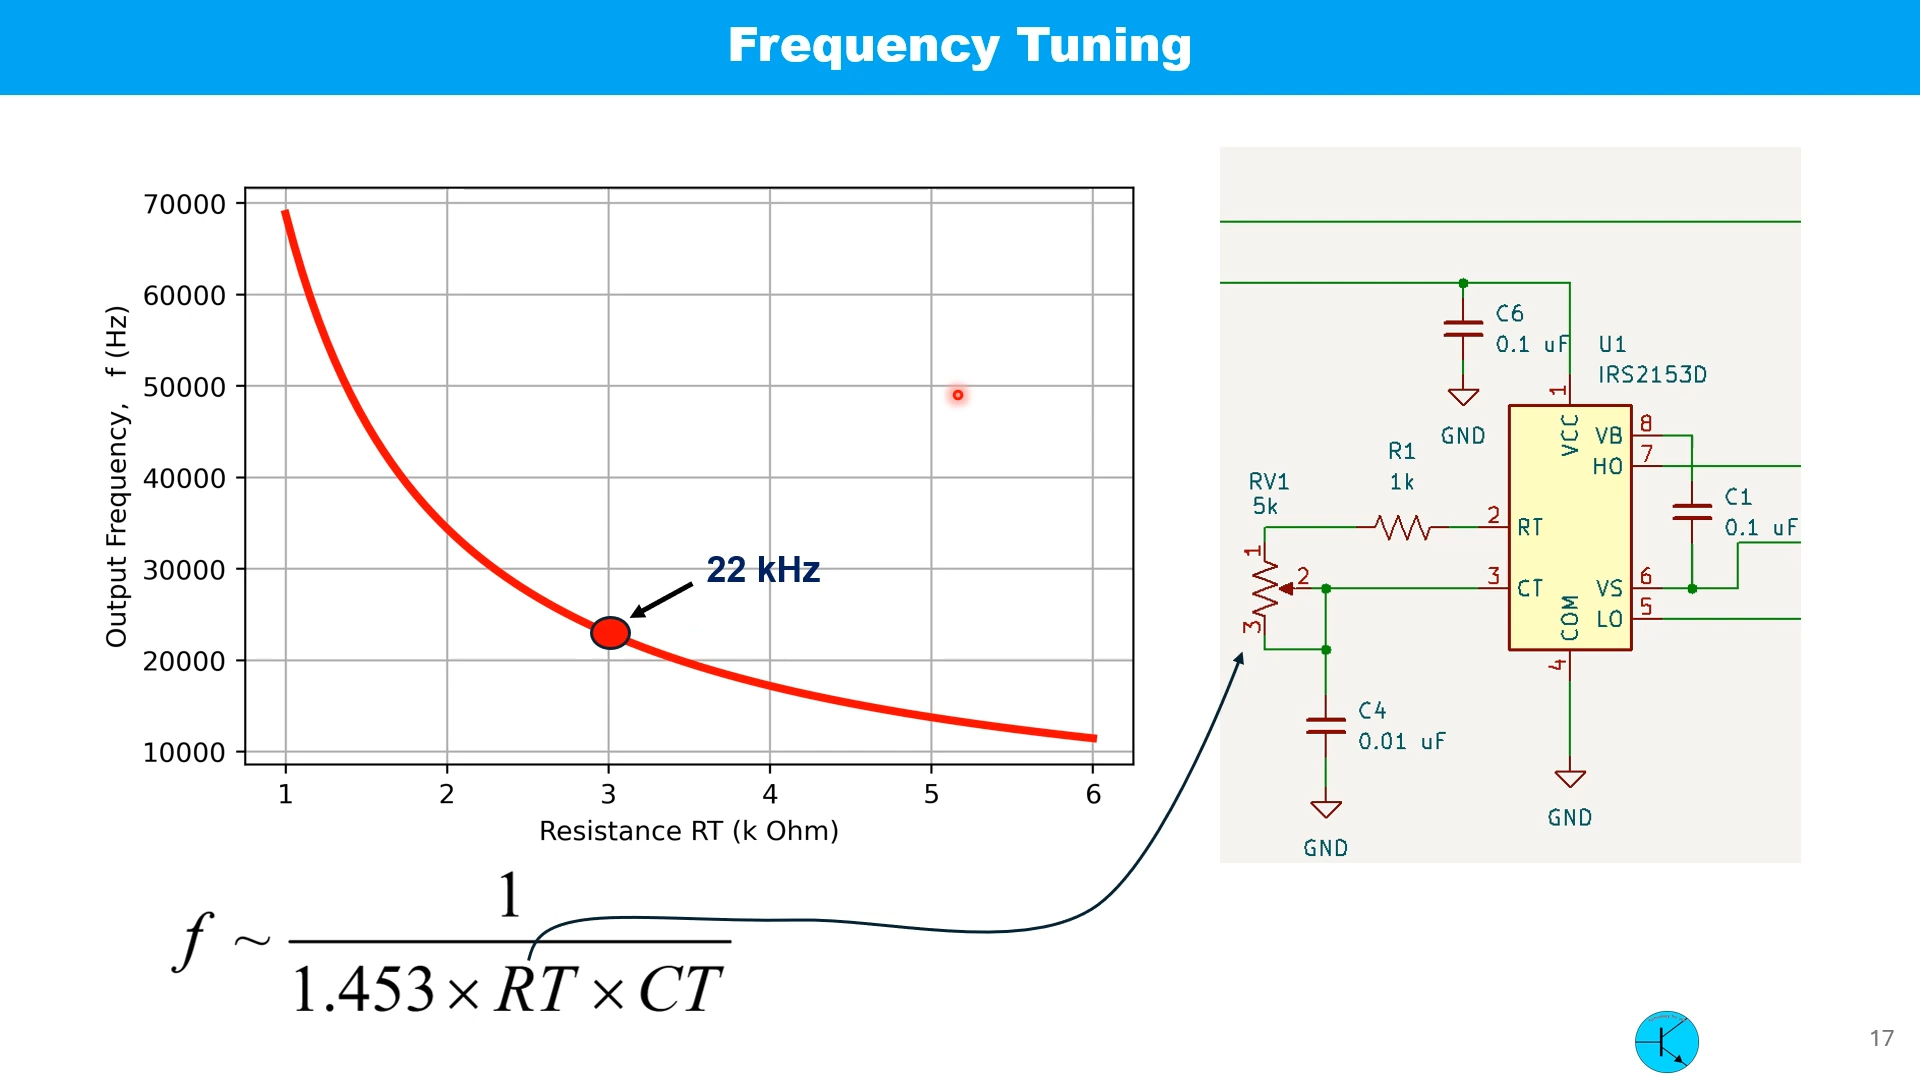 Frequency Tuning
70000
60000
50000
40000
30000
20000
10000
Output Frequency, f (Hz)
22 kHz
1 2 3 4 5 6
Resistance RT (k Ohm)
f ~ 1
1.453 × RT × CT
C6
0.1 uF
GND
U1
IRS2153D
1
VCC
VB
8
HO
7
R1
1k
RV1
5k
2
RT
C1
0.1 uF
1
2
3
3
CT
VS
6
COM
LO
5
4
C4
0.01 uF
GND
GND
17